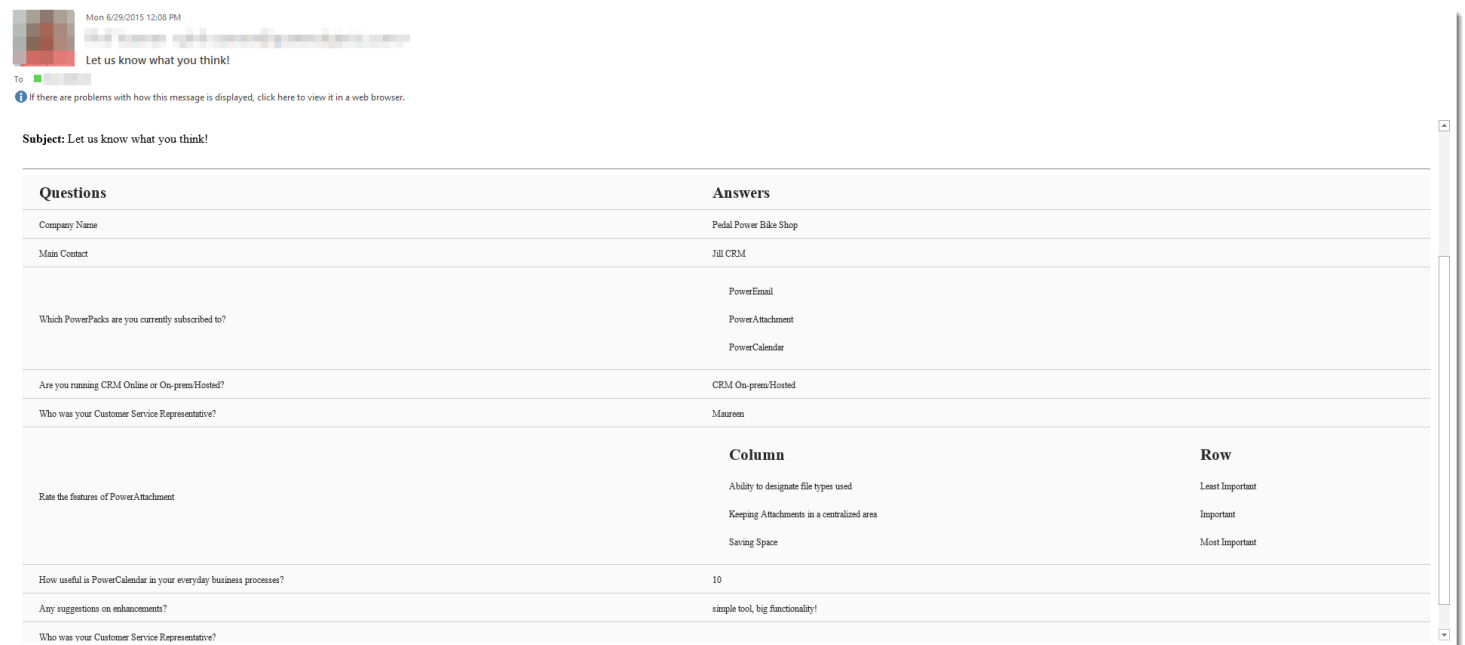 Mon 6/29/2015 12:08 PM
Let us know what you think!
To
If there are problems with how this message is displayed, click here to view it in a web browser.
Subject: Let us know what you think!
Questions Answers
Company Name Pedal Power Bike Shop
Main Contact Jill CRM
Which PowerPacks are you currently subscribed to?
PowerEmail
PowerAttachment
PowerCalendar
Are you running CRM Online or On-prem/Hosted? CRM On-prem/Hosted
Who was your Customer Service Representative? Maureen
Rate the features of PowerAttachment
Column Row
Ability to designate file types used Least Important
Keeping Attachments in a centralized area Important
Saving Space Most Important
How useful is PowerCalendar in your everyday business processes? 10
Any suggestions on enhancements? simple tool, big functionality!
Who was your Customer Service Representative?